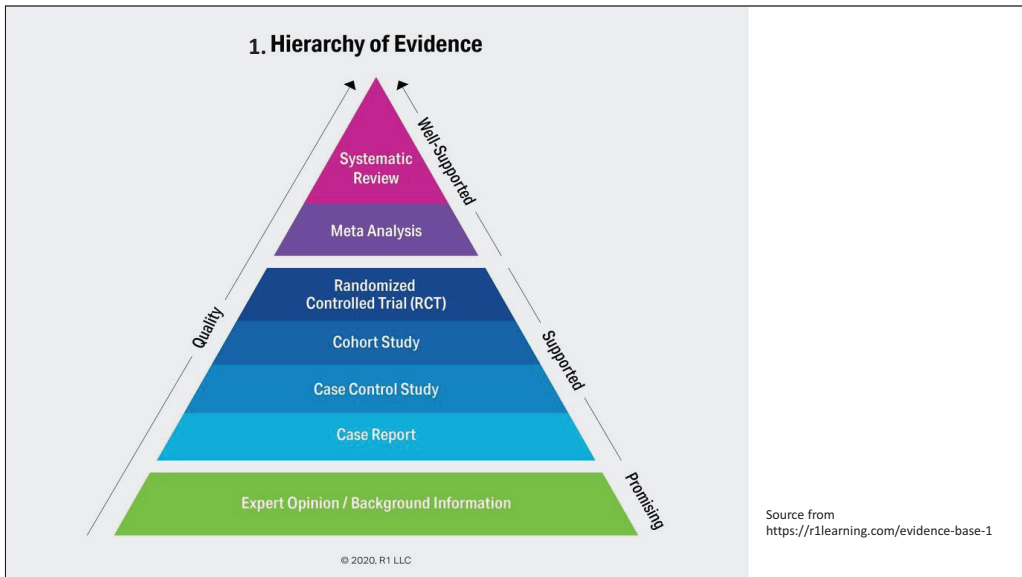 1. Hierarchy of Evidence
Systematic
Review
Meta Analysis
Randomized
Controlled Trial (RCT)
Cohort Study
Case Control Study
Case Report
Expert Opinion / Background Information
Quality
Well-Supported
Supported
Promising
© 2020, R1 LLC
Source from
https://r1learning.com/evidence-base-1